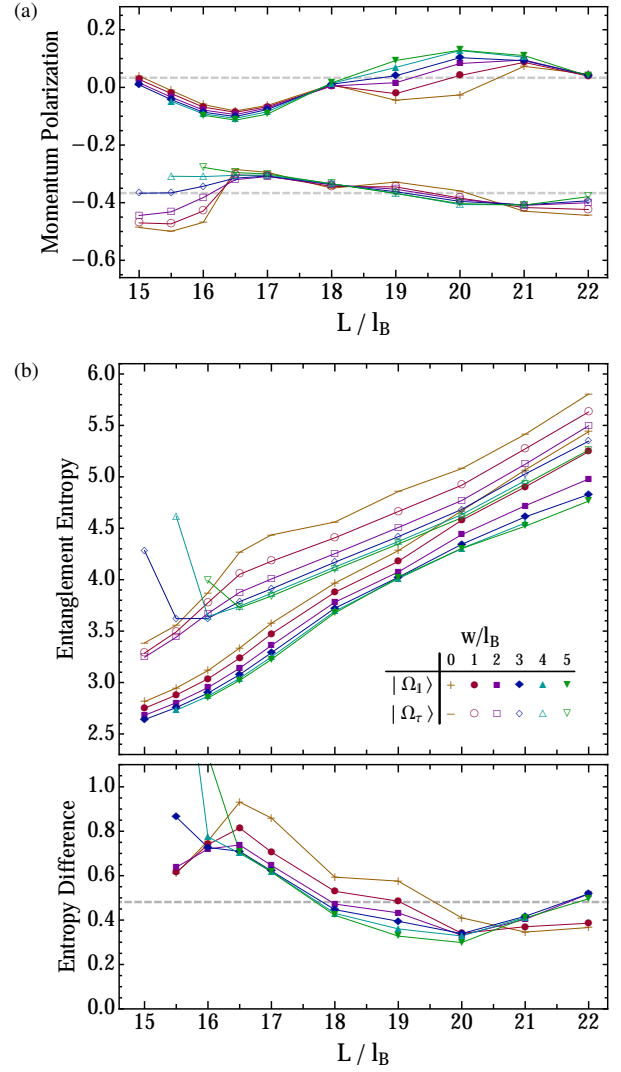 (a)
0.2
0.0
−0.2
−0.4
−0.6
Momentum Polarization
15 16 17 18 19 20 21 22
L / l_B
(b)
6.0
5.5
5.0
4.5
4.0
3.5
3.0
2.5
Entanglement Entropy
w/l_B
0 1 2 3 4 5
| Ω_𝟙 ⟩
| Ω_τ ⟩
1.0
0.8
0.6
0.4
0.2
0.0
Entropy Difference
15 16 17 18 19 20 21 22
L / l_B